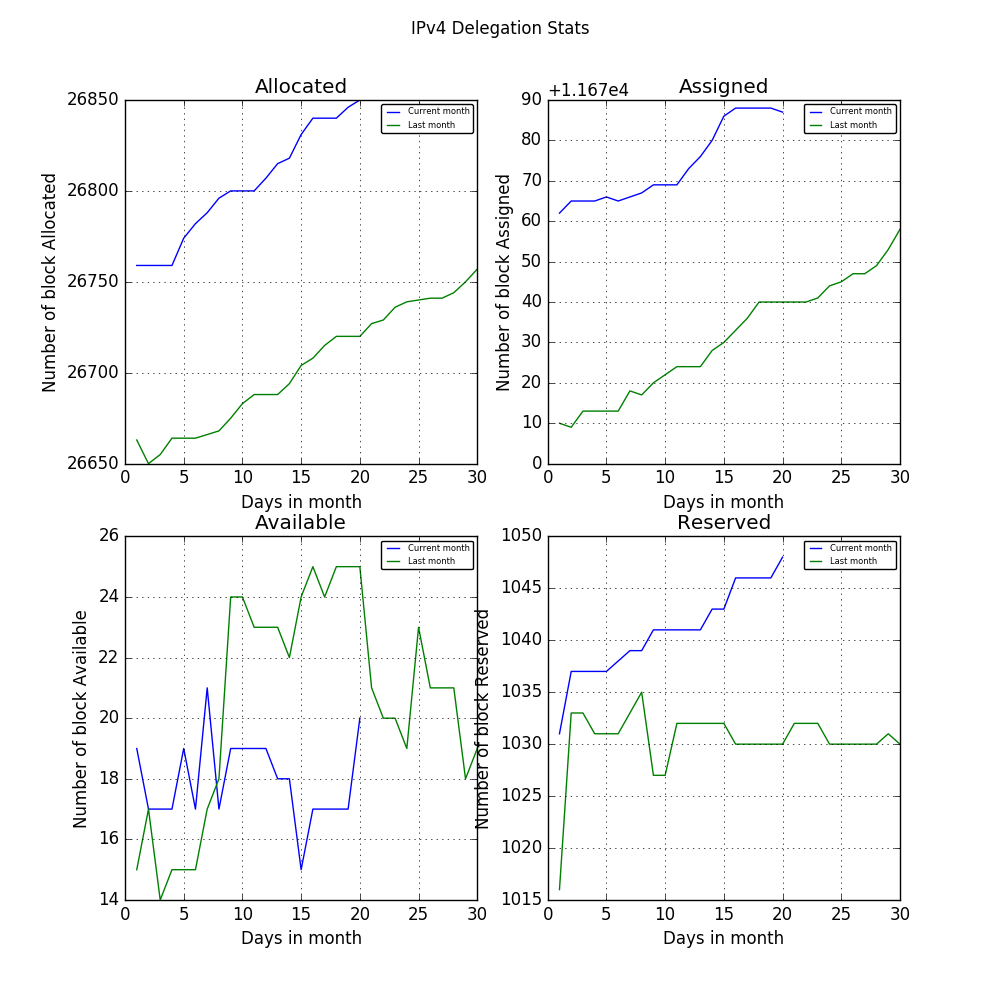 IPv4 Delegation Stats
Allocated
Number of block Allocated
26850
26800
26750
26700
26650
0 5 10 15 20 25 30
Days in month
Current month
Last month
Assigned
+1.167e4
Number of block Assigned
90
80
70
60
50
40
30
20
10
0
0 5 10 15 20 25 30
Days in month
Current month
Last month
Available
Number of block Available
26
24
22
20
18
16
14
0 5 10 15 20 25 30
Days in month
Current month
Last month
Reserved
Number of block Reserved
1050
1045
1040
1035
1030
1025
1020
1015
0 5 10 15 20 25 30
Days in month
Current month
Last month